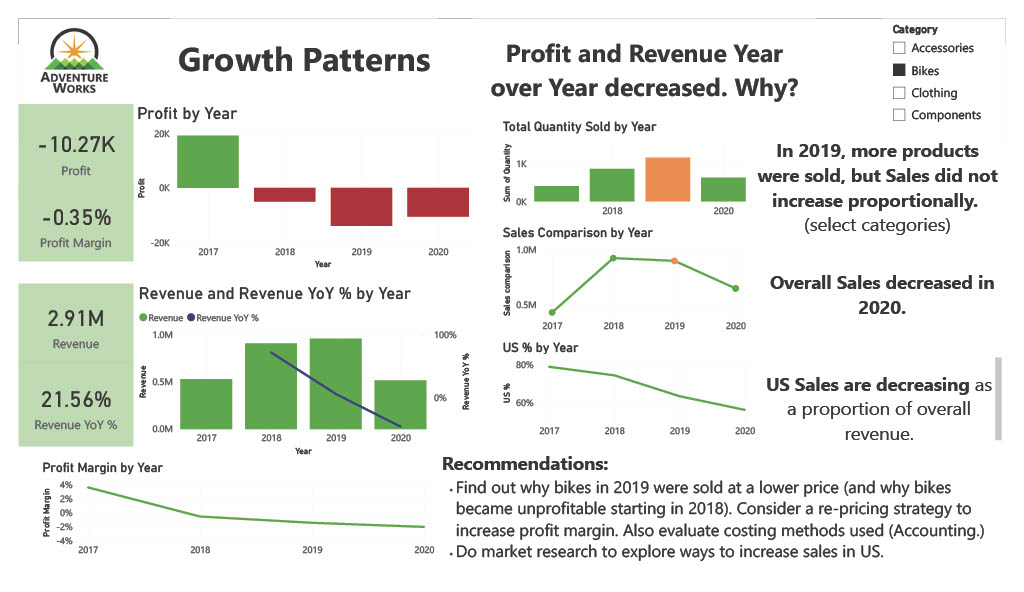 ADVENTURE
WORKS
Growth Patterns
Profit and Revenue Year
over Year decreased. Why?
Category
Accessories
Bikes
Clothing
Components
-10.27K
Profit
-0.35%
Profit Margin
Profit by Year
20K
0K
-20K
Profit
2017
2018
2019
2020
Year
Total Quantity Sold by Year
Sum of Quantity
1K
0K
2018
2020
In 2019, more products
were sold, but Sales did not
increase proportionally.
(select categories)
Sales Comparison by Year
Sales comparison
1.0M
0.5M
2017
2018
2019
2020
Overall Sales decreased in
2020.
2.91M
Revenue
21.56%
Revenue YoY %
Revenue and Revenue YoY % by Year
Revenue
Revenue YoY %
1.0M
0.5M
0.0M
Revenue
100%
0%
Revenue YoY %
2017
2018
2019
2020
Year
US % by Year
US %
80%
60%
2017
2018
2019
2020
US Sales are decreasing as
a proportion of overall
revenue.
Profit Margin by Year
Profit Margin
4%
2%
0%
-2%
-4%
2017
2018
2019
2020
Recommendations:
• Find out why bikes in 2019 were sold at a lower price (and why bikes
became unprofitable starting in 2018). Consider a re-pricing strategy to
increase profit margin. Also evaluate costing methods used (Accounting.)
• Do market research to explore ways to increase sales in US.